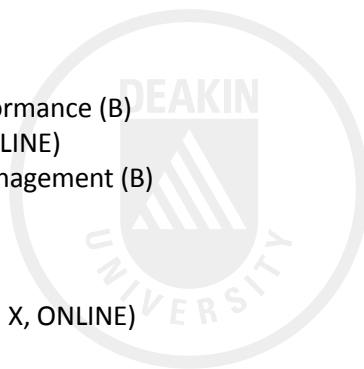 ormance (B)
LINE)
nagement (B)
X, ONLINE)
DEAKIN
UNIVERSITY